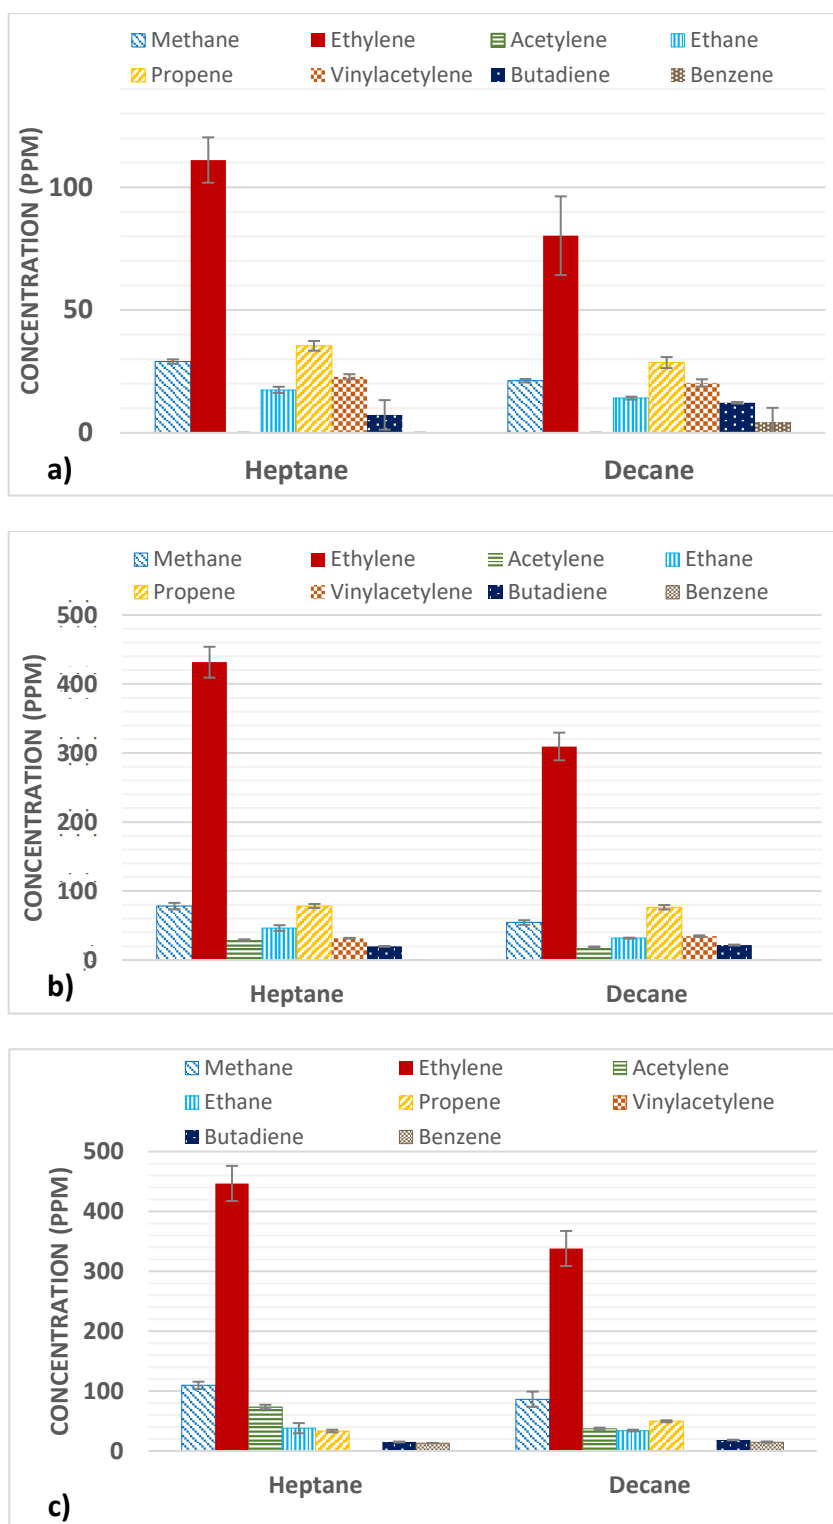 Methane Ethylene Acetylene Ethane
Propene Vinylacetylene Butadiene Benzene
CONCENTRATION (PPM)
100
50
0
a)
Heptane Decane
Methane Ethylene Acetylene Ethane
Propene Vinylacetylene Butadiene Benzene
CONCENTRATION (PPM)
500
400
300
200
100
0
b)
Heptane Decane
Methane Ethylene Acetylene
Ethane Propene Vinylacetylene
Butadiene Benzene
CONCENTRATION (PPM)
500
400
300
200
100
0
Heptane Decane
c)